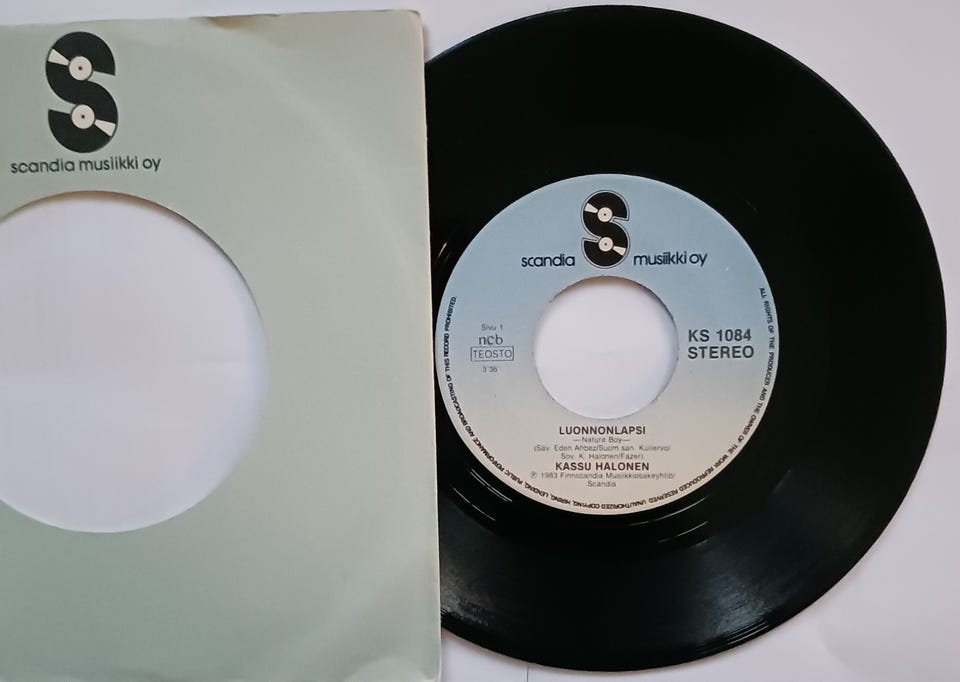 scandia musiikki oy
scandia musiikki oy
Sivu 1
ncb
TEOSTO
3'36
KS 1084
STEREO
LUONNONLAPSI
—Nature Boy—
(Säv. Eden Ahbez/Suom.san. Kullervo/
Sov. K. Halonen/Fazer)
KASSU HALONEN
℗ 1983 Finnscandia Musiikkiosakeyhtiö/
Scandia
ALL RIGHTS OF THE PRODUCER AND THE OWNER OF THE WORK REPRODUCED RESERVED. UNAUTHORIZED COPYING, HIRING, LENDING, PUBLIC PERFORMANCE AND BROADCASTING OF THIS RECORD PROHIBITED.